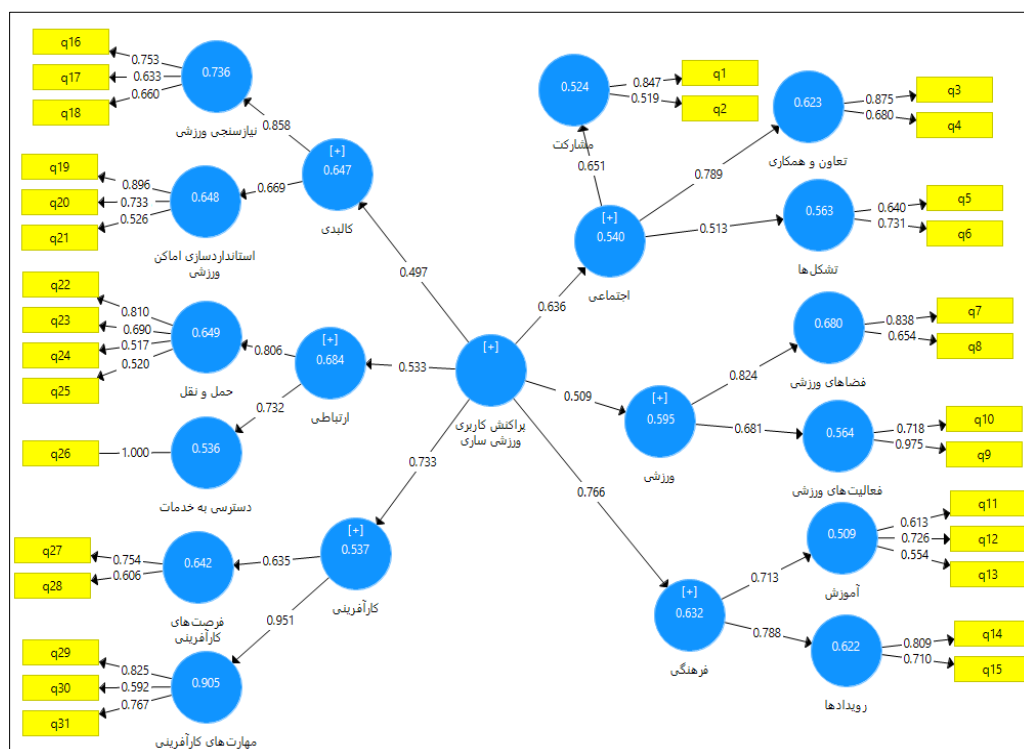 q16
q17
q18
0.753
0.633
0.660
0.736
نیازسنجی ورزشی
0.858
q19
q20
q21
0.896
0.733
0.526
0.648
استانداردسازی اماکن
ورزشی
0.669
[+]
0.647
کالبدی
0.497
q22
q23
q24
q25
0.810
0.690
0.517
0.520
0.649
حمل و نقل
0.806
[+]
0.684
ارتباطی
0.533
q26
1.000
0.536
دسترسی به خدمات
0.732
q27
q28
0.754
0.606
0.642
فرصت‌های
کارآفرینی
0.635
[+]
0.537
کارآفرینی
0.733
q29
q30
q31
0.825
0.592
0.767
0.905
مهارت‌های کارآفرینی
0.951
[+]
پراکنش کاربری
ورزشی ساری
0.524
مشارکت
0.847
0.519
q1
q2
0.651
0.623
تعاون و همکاری
0.875
0.680
q3
q4
0.789
0.563
تشکل‌ها
0.640
0.731
q5
q6
0.513
[+]
0.540
اجتماعی
0.636
0.680
فضاهای ورزشی
0.838
0.654
q7
q8
0.824
[+]
0.595
ورزشی
0.509
0.681
0.564
فعالیت‌های ورزشی
0.718
0.975
q10
q9
0.766
[+]
0.632
فرهنگی
0.713
0.509
آموزش
0.613
0.726
0.554
q11
q12
q13
0.788
0.622
رویدادها
0.809
0.710
q14
q15